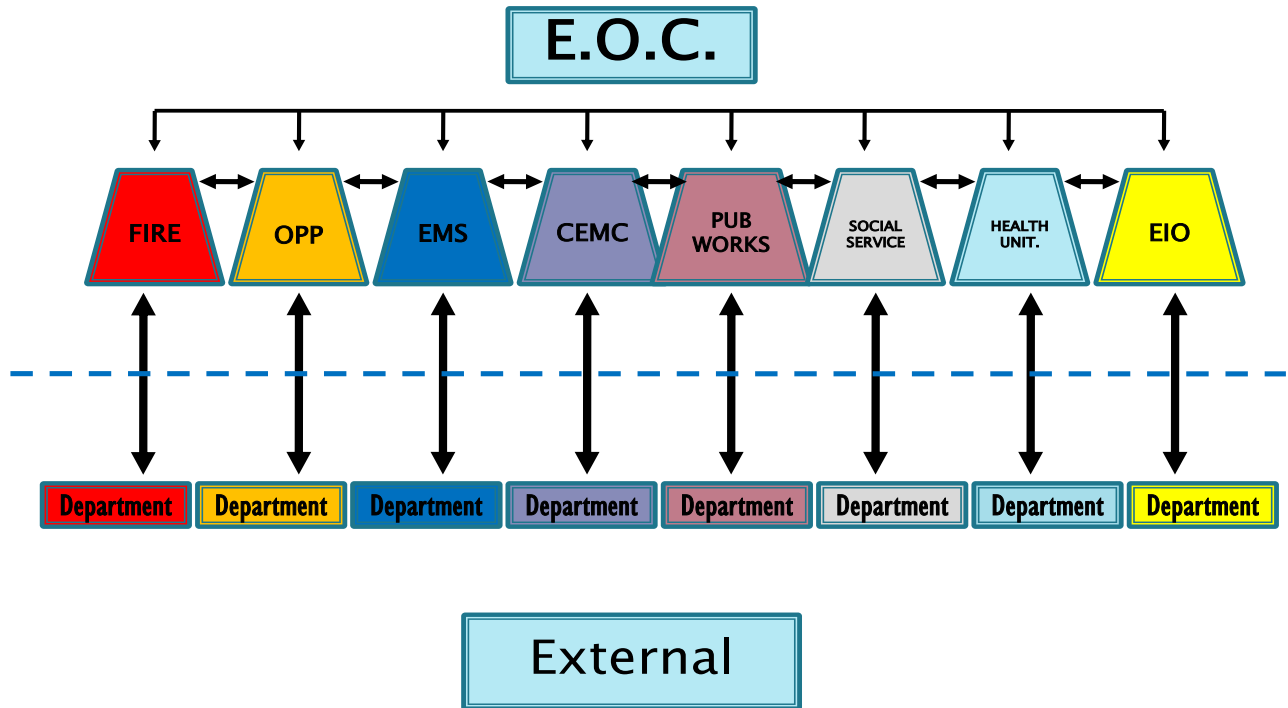 E.O.C.
FIRE
OPP
EMS
CEMC
PUB
WORKS
SOCIAL
SERVICE
HEALTH
UNIT.
EIO
Department
Department
Department
Department
Department
Department
Department
Department
External